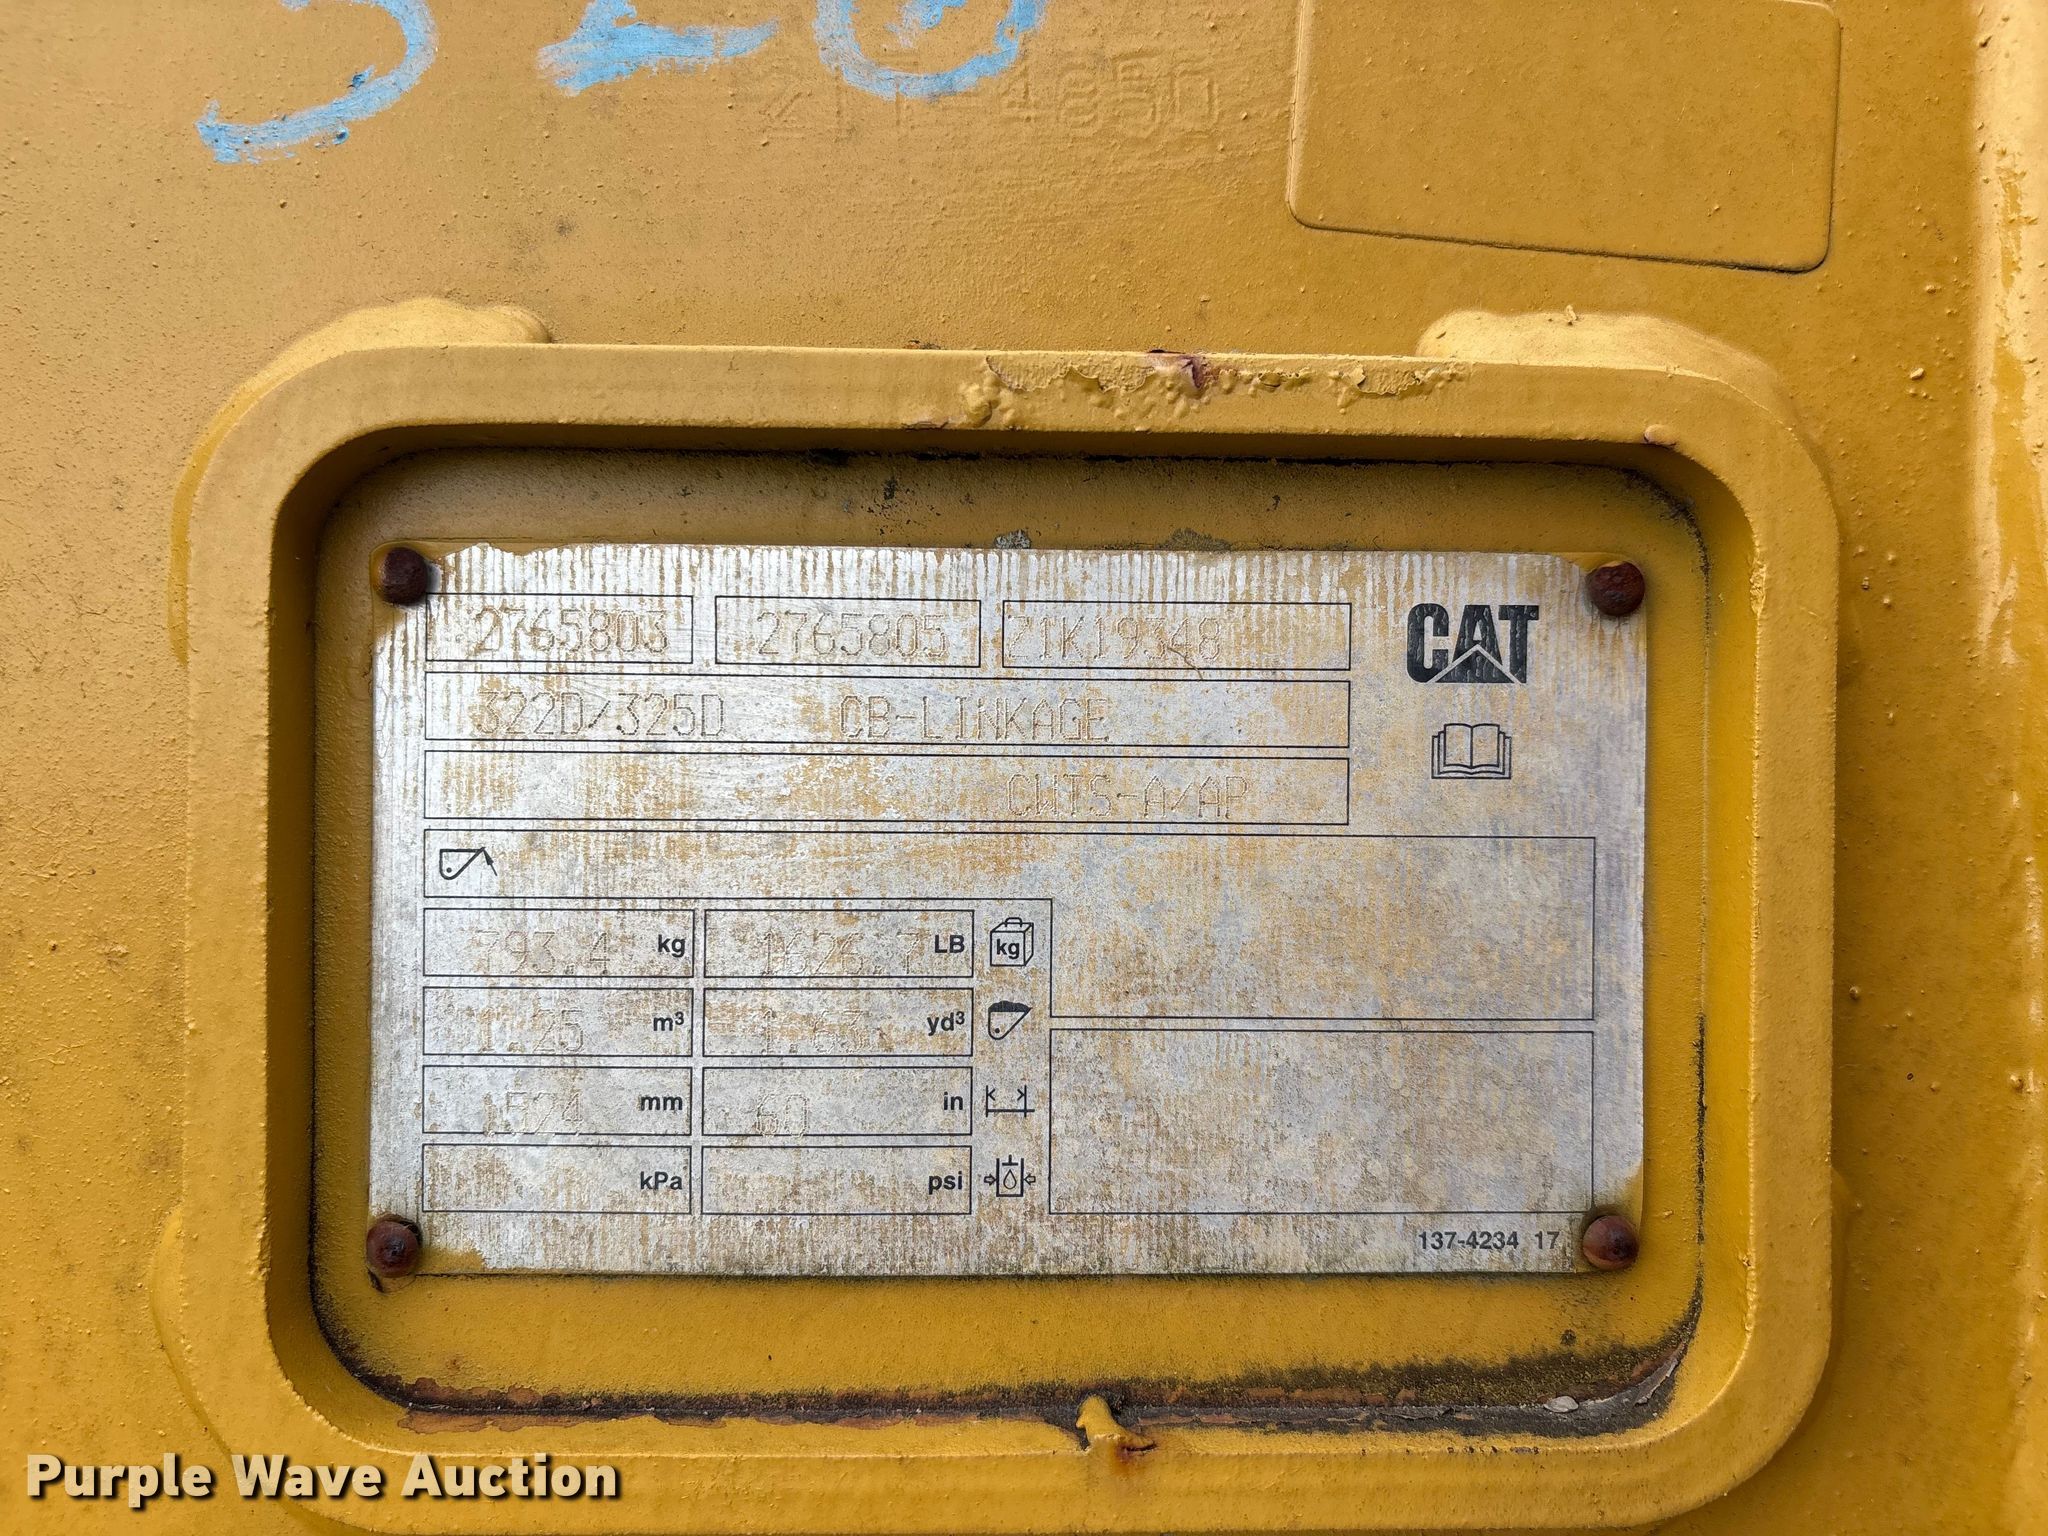 2765803 2765805 Z1K19348 CAT
322D/325D CB-LINKAGE
CWTS-A/AP
793.4 kg 1626.7 LB kg
1.25 m³ 1.63 yd³
1524 mm 60 in
kPa psi
137-4234 17
Purple Wave Auction